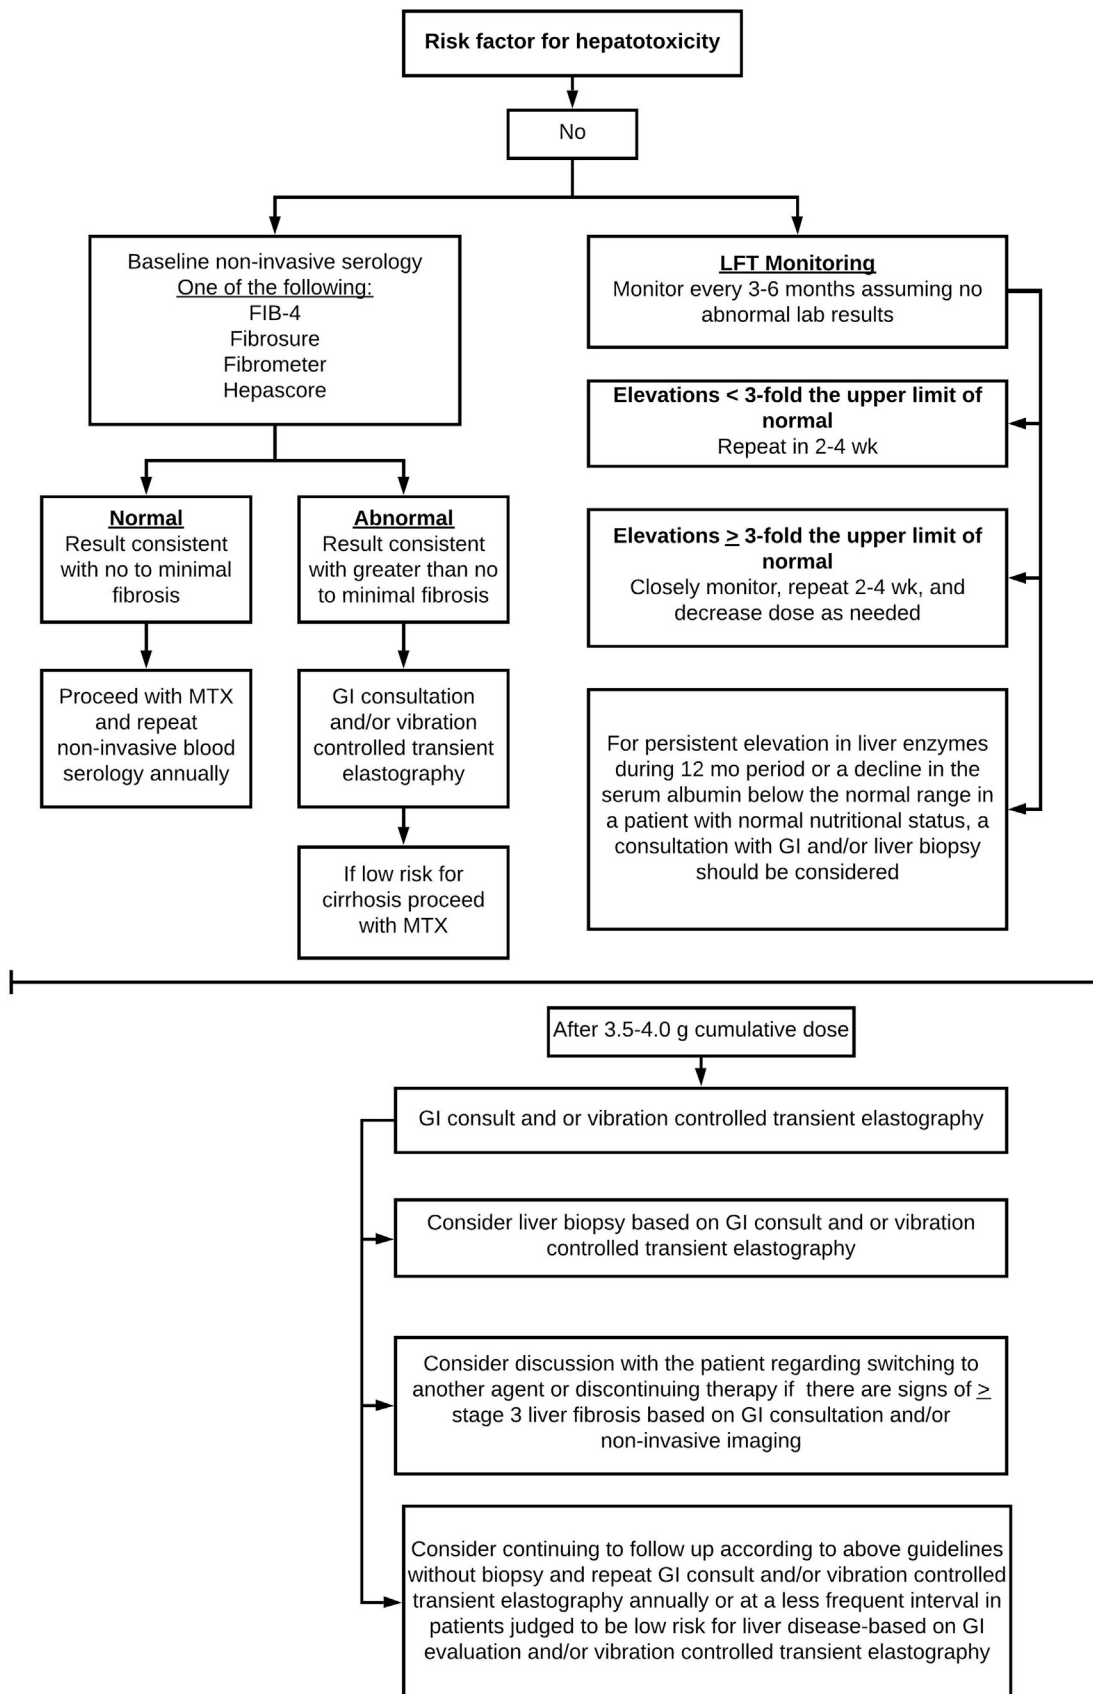 Risk factor for hepatotoxicity
No
Baseline non-invasive serology
One of the following:
FIB-4
Fibrosure
Fibrometer
Hepascore
LFT Monitoring
Monitor every 3-6 months assuming no
abnormal lab results
Elevations < 3-fold the upper limit of
normal
Repeat in 2-4 wk
Normal
Result consistent
with no to minimal
fibrosis
Abnormal
Result consistent
with greater than no
to minimal fibrosis
Elevations ≥ 3-fold the upper limit of
normal
Closely monitor, repeat 2-4 wk, and
decrease dose as needed
Proceed with MTX
and repeat
non-invasive blood
serology annually
GI consultation
and/or vibration
controlled transient
elastography
For persistent elevation in liver enzymes
during 12 mo period or a decline in the
serum albumin below the normal range in
a patient with normal nutritional status, a
consultation with GI and/or liver biopsy
should be considered
If low risk for
cirrhosis proceed
with MTX
After 3.5-4.0 g cumulative dose
GI consult and or vibration controlled transient elastography
Consider liver biopsy based on GI consult and or vibration
controlled transient elastography
Consider discussion with the patient regarding switching to
another agent or discontinuing therapy if  there are signs of ≥
stage 3 liver fibrosis based on GI consultation and/or
non-invasive imaging
Consider continuing to follow up according to above guidelines
without biopsy and repeat GI consult and/or vibration controlled
transient elastography annually or at a less frequent interval in
patients judged to be low risk for liver disease-based on GI
evaluation and/or vibration controlled transient elastography